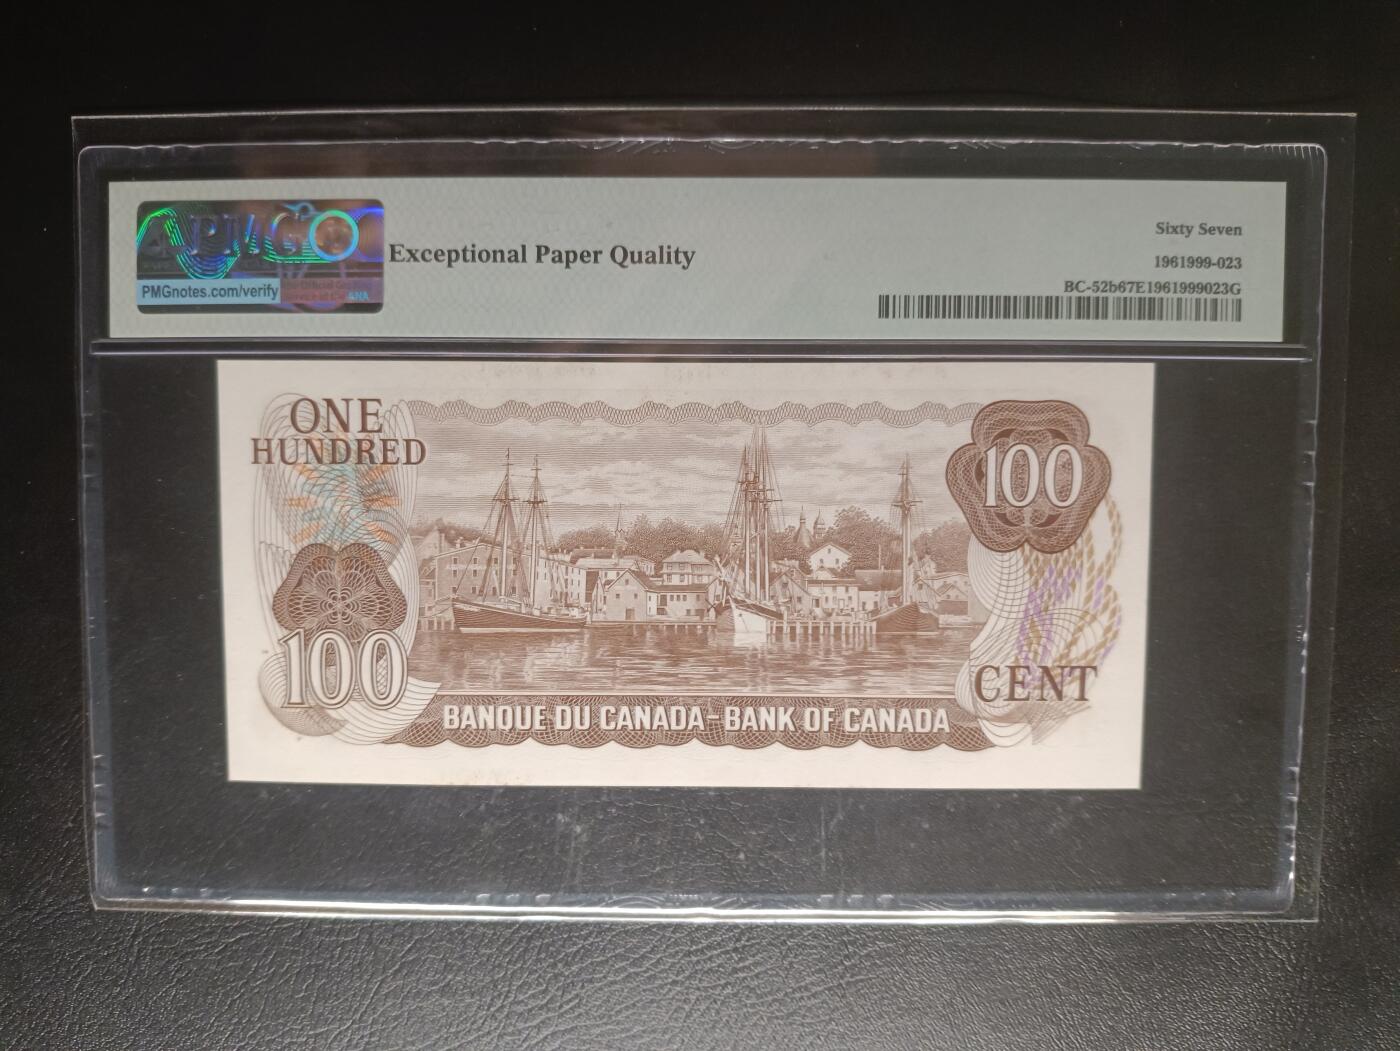 PMG
PMGnotes.com/verify
Exceptional Paper Quality
Sixty Seven
1961999-023
BC-52b67E1961999023G
ONE
HUNDRED
100
100
CENT
BANQUE DU CANADA-BANK OF CANADA